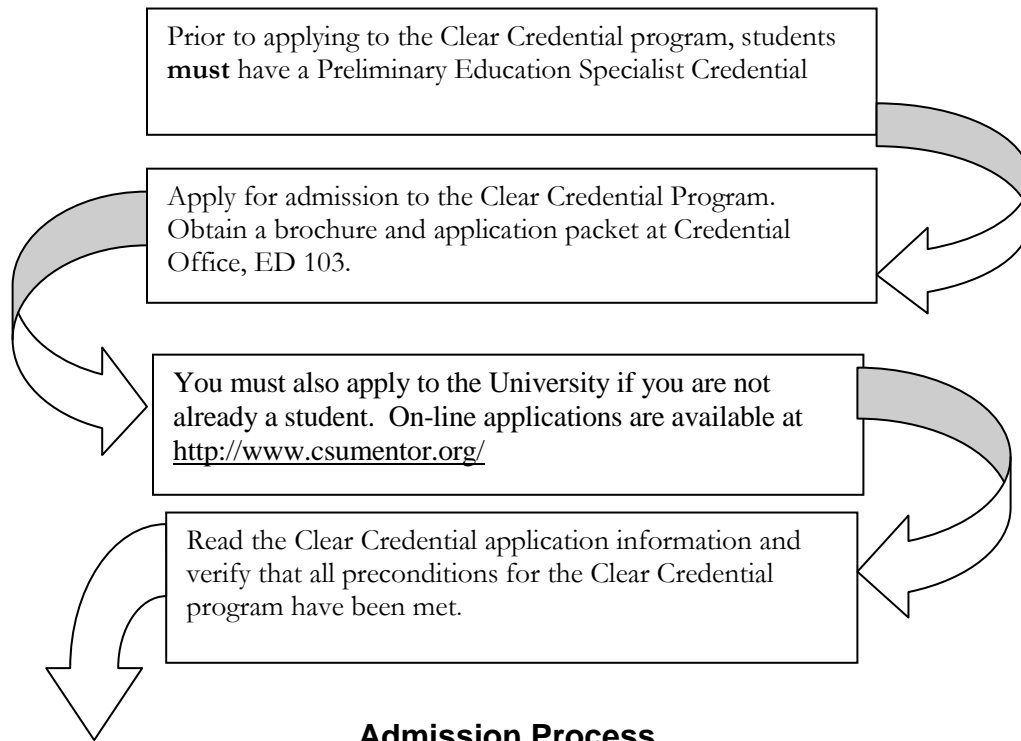 Prior to applying to the Clear Credential program, students
must have a Preliminary Education Specialist Credential
Apply for admission to the Clear Credential Program.
Obtain a brochure and application packet at Credential
Office, ED 103.
You must also apply to the University if you are not
already a student.  On-line applications are available at
http://www.csumentor.org/
Read the Clear Credential application information and
verify that all preconditions for the Clear Credential
program have been met.
Admission Process